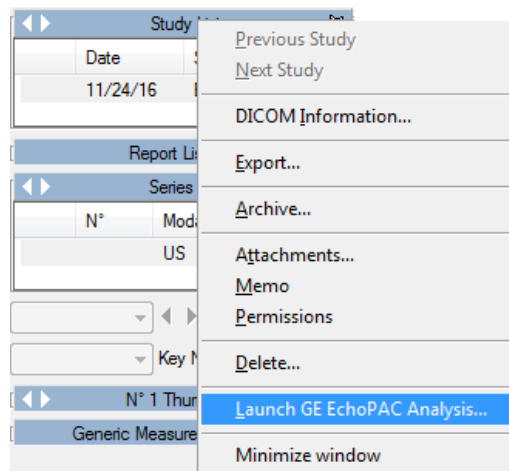 Study
Date
11/24/16
Report
Series
N° Moda
US
Key
N° 1
Generic Measure
Previous Study
Next Study
DICOM Information...
Export...
Archive...
Attachments...
Memo
Permissions
Delete...
Launch GE EchoPAC Analysis...
Minimize window